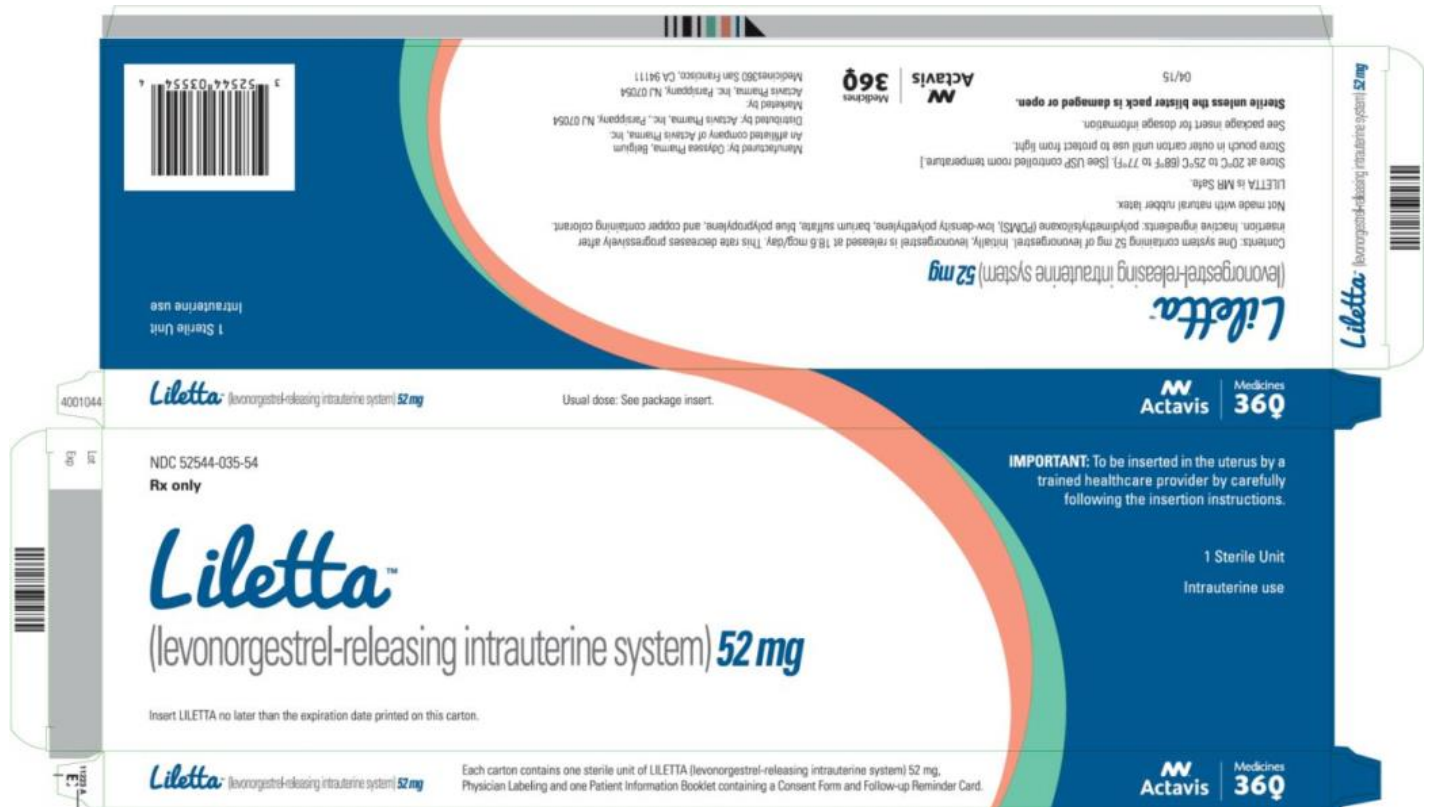 3 52544 03554 4
1 Sterile Unit
Intrauterine use
Liletta™
(levonorgestrel-releasing intrauterine system) 52 mg
Contents: One system containing 52 mg of levonorgestrel. Initially, levonorgestrel is released at 18.6 mcg/day. This rate decreases progressively after
insertion. Inactive ingredients: polydimethylsiloxane (PDMS), low-density polyethylene, barium sulfate, blue polypropylene, and copper containing colorant.
Not made with natural rubber latex.
LILETTA is MR Safe.
Store at 20°C to 25°C (68°F to 77°F). [See USP controlled room temperature.]
Store pouch in outer carton until use to protect from light.
See package insert for dosage information.
Sterile unless the blister pack is damaged or open.
04/15
Manufactured by: Odyssea Pharma, Belgium
An affiliated company of Actavis Pharma, Inc.
Distributed by: Actavis Pharma, Inc., Parsippany, NJ 07054
Marketed by:
Actavis Pharma, Inc. Parsippany, NJ 07054
Medicines360 San Francisco, CA 94111
Actavis
Medicines
360
Liletta™ (levonorgestrel-releasing intrauterine system) 52 mg
4001044
Liletta™ (levonorgestrel-releasing intrauterine system) 52 mg
Usual dose: See package insert.
Actavis
Medicines
360
Lot
Exp
NDC 52544-035-54
Rx only
Liletta™
(levonorgestrel-releasing intrauterine system) 52 mg
Insert LILETTA no later than the expiration date printed on this carton.
IMPORTANT: To be inserted in the uterus by a
trained healthcare provider by carefully
following the insertion instructions.
1 Sterile Unit
Intrauterine use
Liletta™ (levonorgestrel-releasing intrauterine system) 52 mg
Each carton contains one sterile unit of LILETTA (levonorgestrel-releasing intrauterine system) 52 mg,
Physician Labeling and one Patient Information Booklet containing a Consent Form and Follow-up Reminder Card.
Actavis
Medicines
360